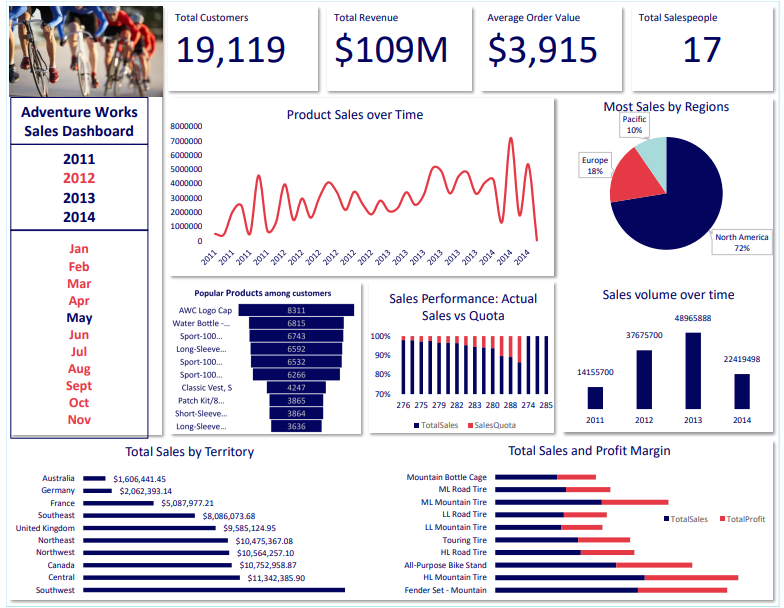 Total Customers
19,119
Total Revenue
$109M
Average Order Value
$3,915
Total Salespeople
17
Adventure Works
Sales Dashboard
2011
2012
2013
2014
Jan
Feb
Mar
Apr
May
Jun
Jul
Aug
Sept
Oct
Nov
Product Sales over Time
8000000
7000000
6000000
5000000
4000000
3000000
2000000
1000000
0
2011 2011 2011 2011 2012 2012 2012 2012 2012 2013 2013 2013 2013 2013 2013 2014 2014 2014
Most Sales by Regions
Pacific
10%
Europe
18%
North America
72%
Popular Products among customers
AWC Logo Cap 8311
Water Bottle -... 6815
Sport-100... 6743
Long-Sleeve... 6592
Sport-100... 6532
Sport-100... 6266
Classic Vest, S 4247
Patch Kit/8... 3865
Short-Sleeve... 3864
Long-Sleeve... 3636
Sales Performance: Actual
Sales vs Quota
100%
90%
80%
70%
276 275 279 282 283 280 288 274 285
TotalSales SalesQuota
Sales volume over time
14155700
37675700
48965888
22419498
2011 2012 2013 2014
Total Sales by Territory
Australia $1,606,441.45
Germany $2,062,393.14
France $5,087,977.21
Southeast $8,086,073.68
United Kingdom $9,585,124.95
Northeast $10,475,367.08
Northwest $10,564,257.10
Canada $10,752,958.87
Central $11,342,385.90
Southwest
Total Sales and Profit Margin
Mountain Bottle Cage
ML Road Tire
ML Mountain Tire
LL Road Tire
LL Mountain Tire
Touring Tire
HL Road Tire
All-Purpose Bike Stand
HL Mountain Tire
Fender Set - Mountain
TotalSales TotalProfit